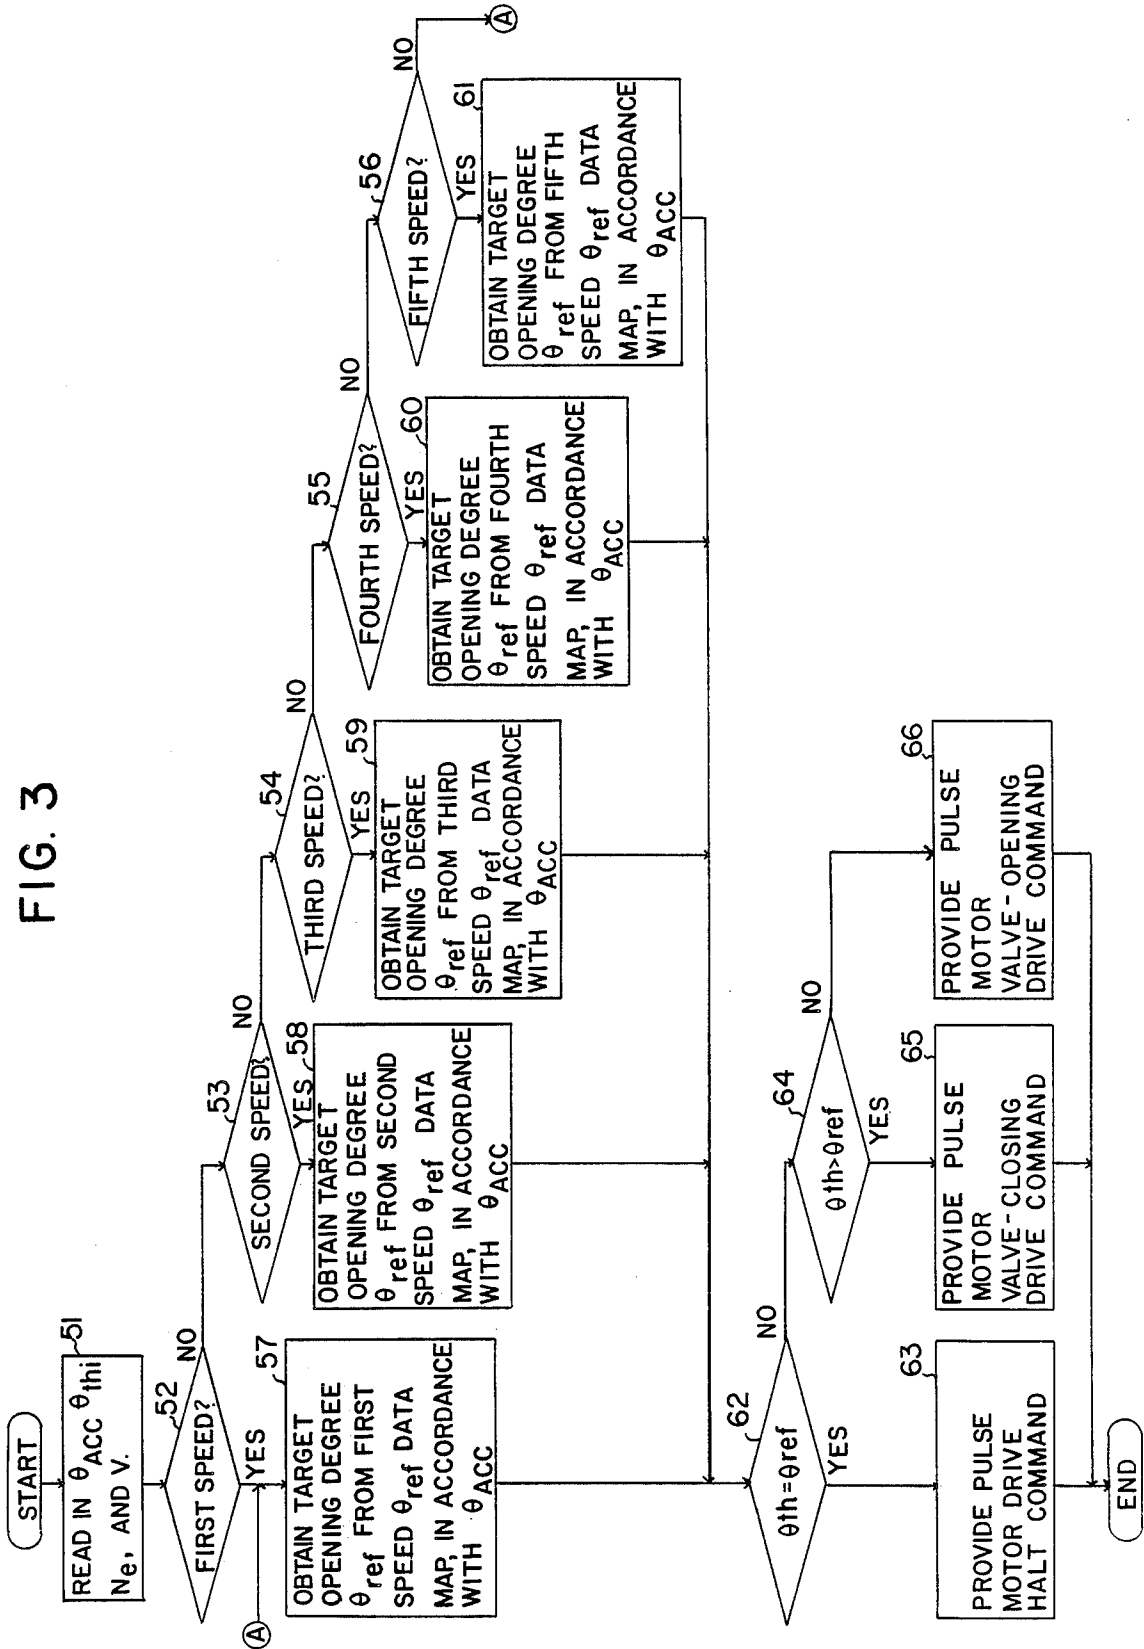 FIG. 3
START
READ IN θACC θthi
Ne, AND V.
51
FIRST SPEED?
52
NO
YES
A
OBTAIN TARGET
OPENING DEGREE
θref FROM FIRST
SPEED θref DATA
MAP, IN ACCORDANCE
WITH θACC
57
SECOND SPEED?
53
NO
YES
OBTAIN TARGET
OPENING DEGREE
θref FROM SECOND
SPEED θref DATA
MAP, IN ACCORDANCE
WITH θACC
58
THIRD SPEED?
54
NO
YES
OBTAIN TARGET
OPENING DEGREE
θref FROM THIRD
SPEED θref DATA
MAP, IN ACCORDANCE
WITH θACC
59
FOURTH SPEED?
55
NO
YES
OBTAIN TARGET
OPENING DEGREE
θref FROM FOURTH
SPEED θref DATA
MAP, IN ACCORDANCE
WITH θACC
60
FIFTH SPEED?
56
NO
A
YES
OBTAIN TARGET
OPENING DEGREE
θref FROM FIFTH
SPEED θref DATA
MAP, IN ACCORDANCE
WITH θACC
61
θth=θref
62
NO
YES
PROVIDE PULSE
MOTOR DRIVE
HALT COMMAND
63
θth>θref
64
NO
YES
PROVIDE PULSE
MOTOR
VALVE-CLOSING
DRIVE COMMAND
65
PROVIDE PULSE
MOTOR
VALVE-OPENING
DRIVE COMMAND
66
END